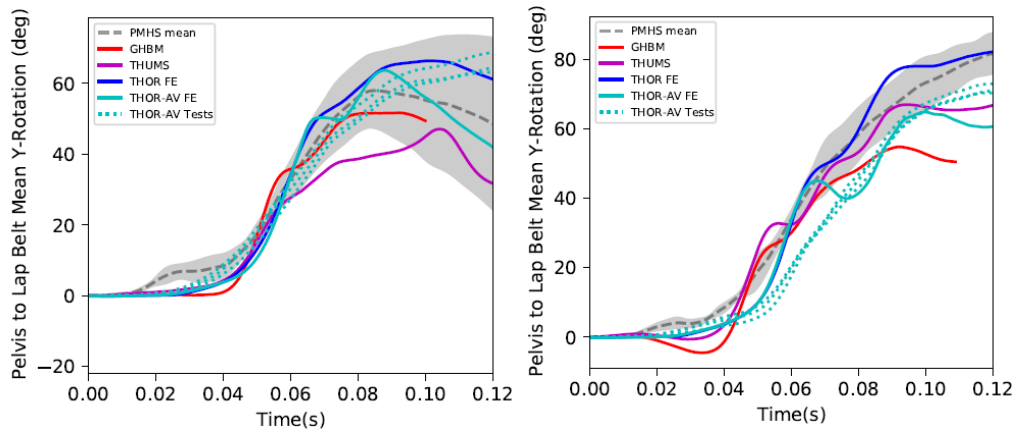 Pelvis to Lap Belt Mean Y-Rotation (deg)
60
40
20
0
−20
PMHS mean
GHBM
THUMS
THOR FE
THOR-AV FE
THOR-AV Tests
0.00 0.02 0.04 0.06 0.08 0.10 0.12
Time(s)
Pelvis to Lap Belt Mean Y-Rotation (deg)
80
60
40
20
0
PMHS mean
GHBM
THUMS
THOR FE
THOR-AV FE
THOR-AV Tests
0.00 0.02 0.04 0.06 0.08 0.10 0.12
Time(s)